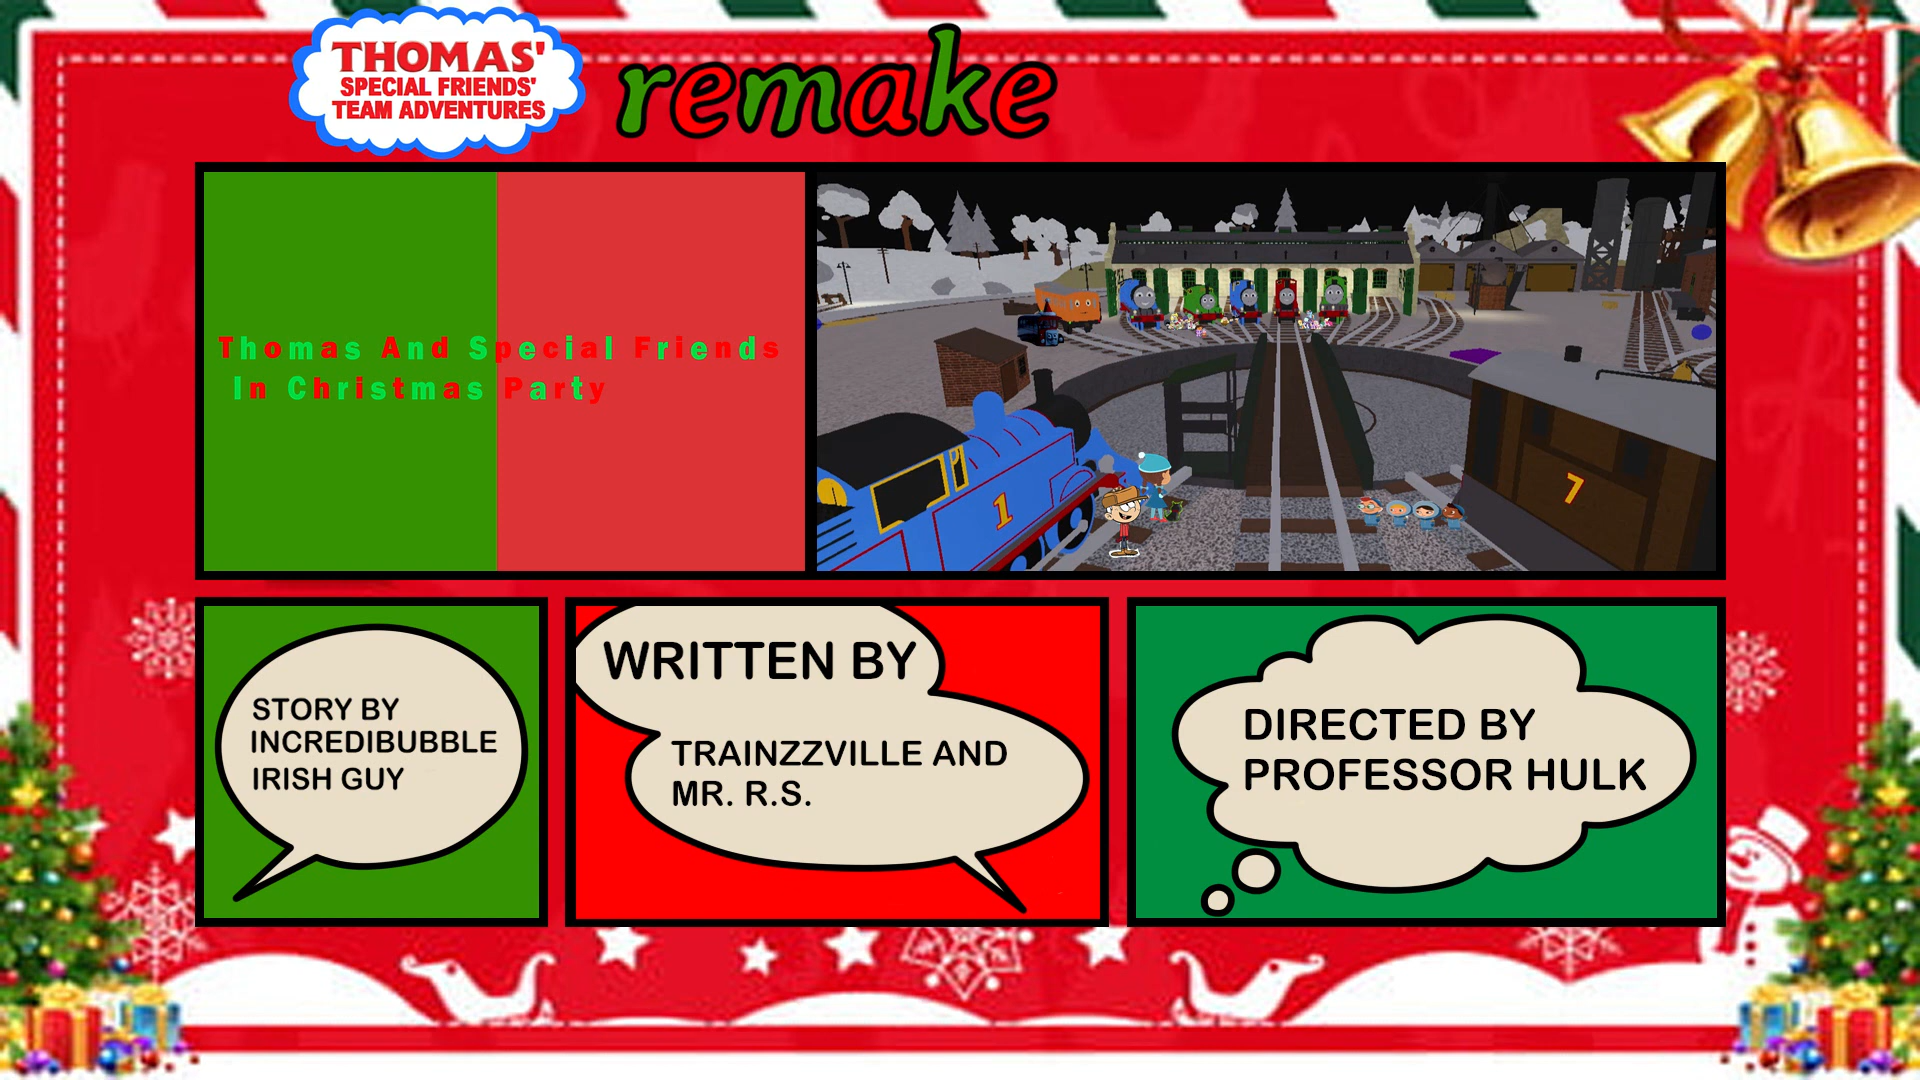 THOMAS'
SPECIAL FRIENDS'
TEAM ADVENTURES
remake
Thomas And Special Friends
In Christmas Party
1
7
STORY BY
INCREDIBUBBLE
IRISH GUY
WRITTEN BY
TRAINZZVILLE AND
MR. R.S.
DIRECTED BY
PROFESSOR HULK